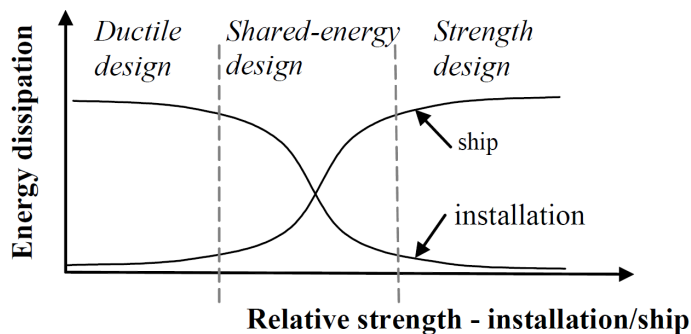 Ductile
design
Shared-energy
design
Strength
design
Energy dissipation
ship
installation
Relative strength - installation/ship